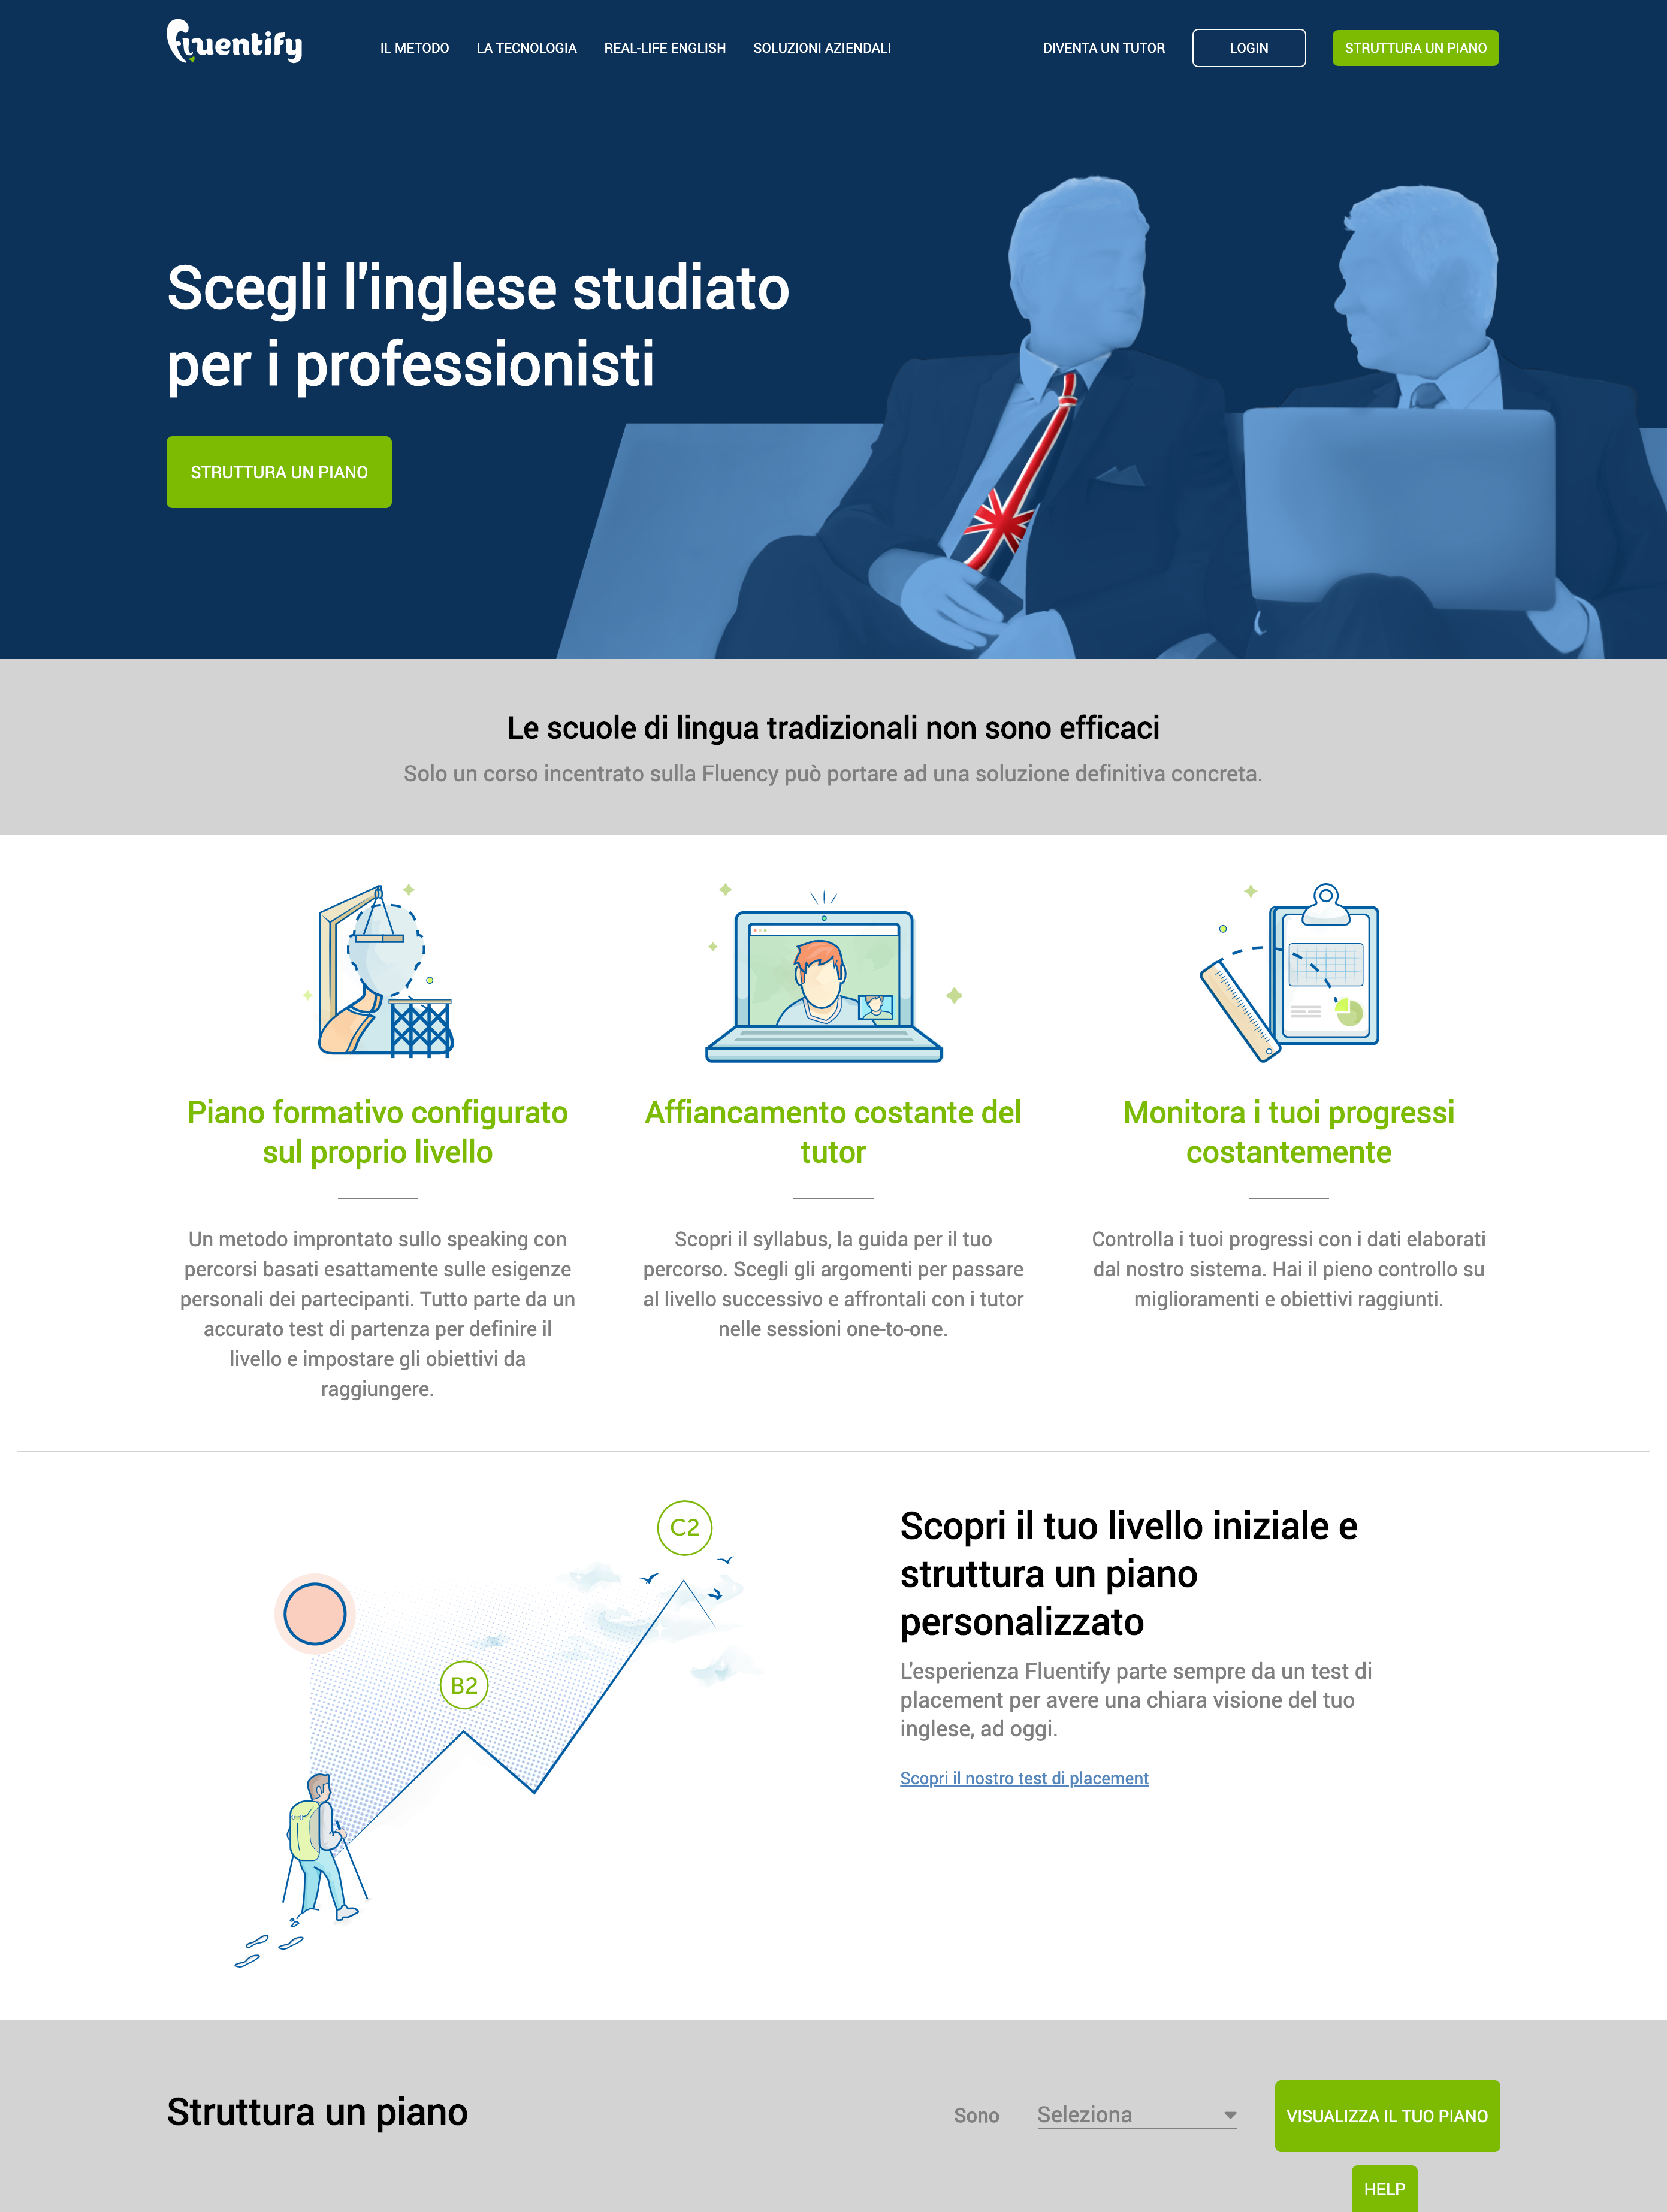 fluentify
IL METODO
LA TECNOLOGIA
REAL-LIFE ENGLISH
SOLUZIONI AZIENDALI
DIVENTA UN TUTOR
LOGIN
STRUTTURA UN PIANO
Scegli l'inglese studiato
per i professionisti
STRUTTURA UN PIANO
Le scuole di lingua tradizionali non sono efficaci
Solo un corso incentrato sulla Fluency può portare ad una soluzione definitiva concreta.
Piano formativo configurato
sul proprio livello
Un metodo improntato sullo speaking con
percorsi basati esattamente sulle esigenze
personali dei partecipanti. Tutto parte da un
accurato test di partenza per definire il
livello e impostare gli obiettivi da
raggiungere.
Affiancamento costante del
tutor
Scopri il syllabus, la guida per il tuo
percorso. Scegli gli argomenti per passare
al livello successivo e affrontali con i tutor
nelle sessioni one-to-one.
Monitora i tuoi progressi
costantemente
Controlla i tuoi progressi con i dati elaborati
dal nostro sistema. Hai il pieno controllo su
miglioramenti e obiettivi raggiunti.
C2
B2
Scopri il tuo livello iniziale e
struttura un piano
personalizzato
L'esperienza Fluentify parte sempre da un test di
placement per avere una chiara visione del tuo
inglese, ad oggi.
Scopri il nostro test di placement
Struttura un piano
Sono
Seleziona
VISUALIZZA IL TUO PIANO
HELP